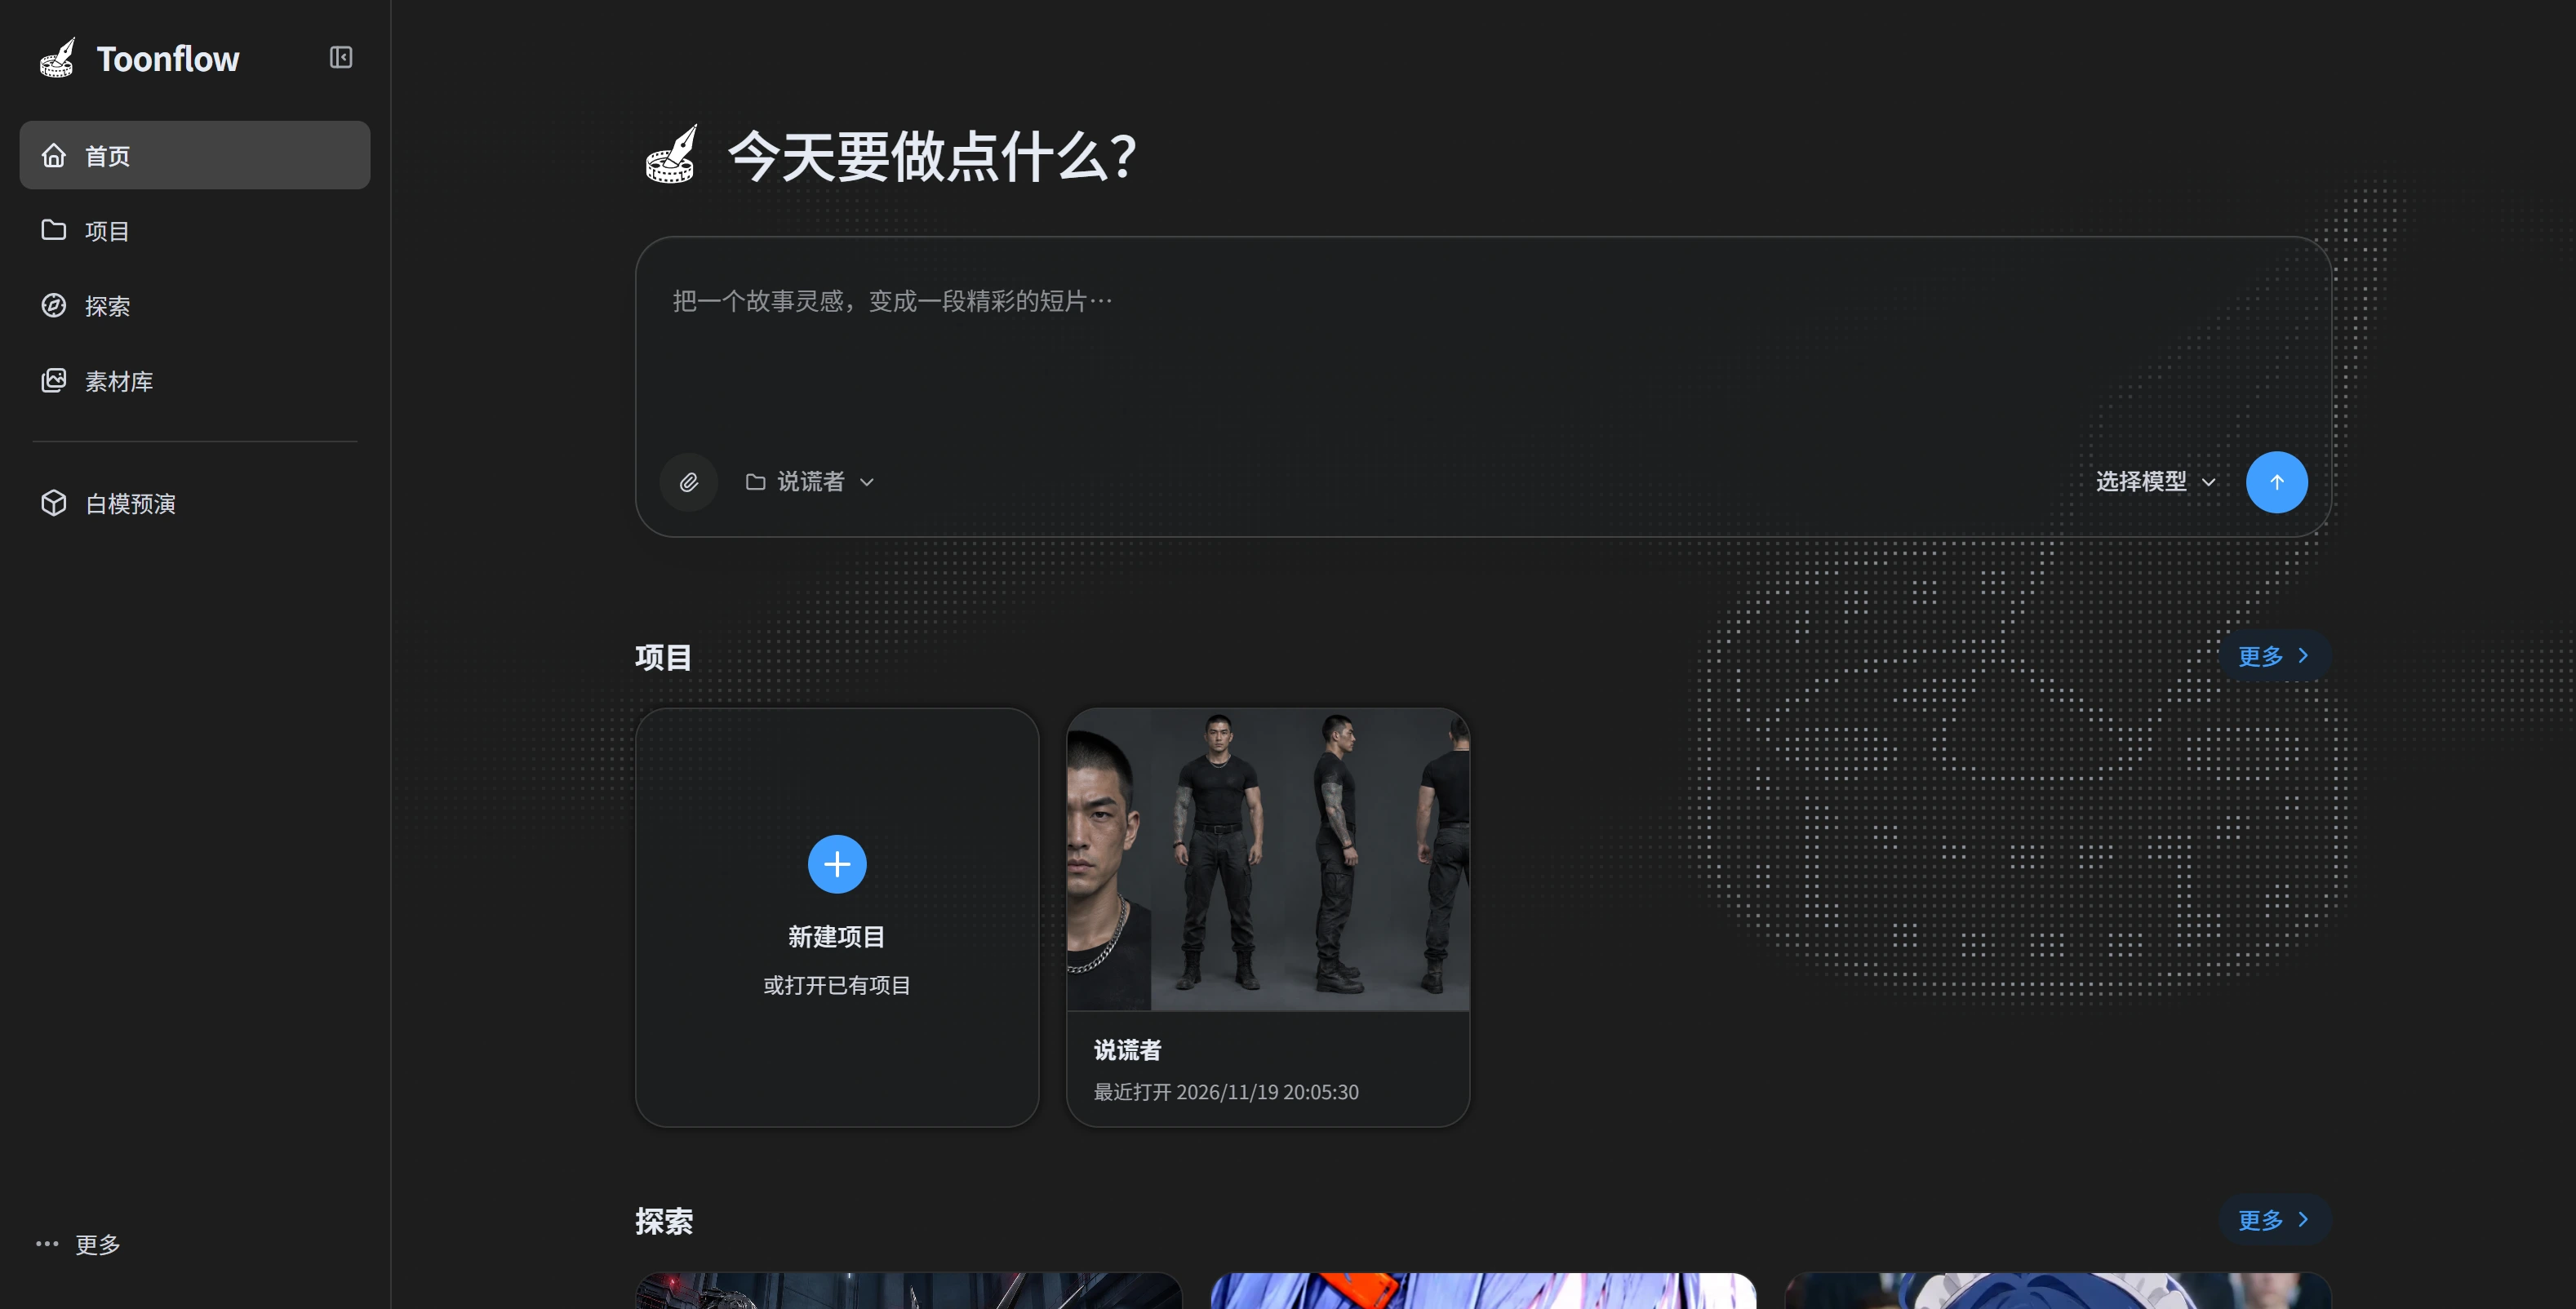 Toonflow
首页
项目
探索
素材库
白模预演
更多
今天要做点什么？
把一个故事灵感，变成一段精彩的短片…
说谎者
选择模型
项目
更多
新建项目
或打开已有项目
说谎者
最近打开 2026/11/19 20:05:30
探索
更多